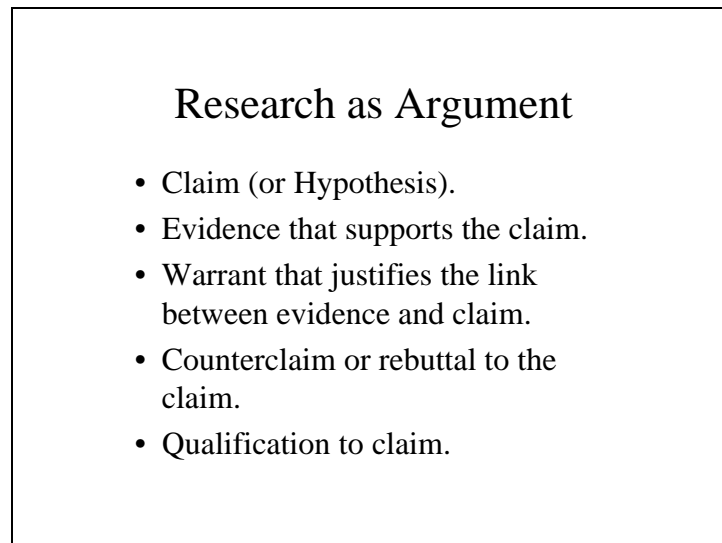 Research as Argument
• Claim (or Hypothesis).
• Evidence that supports the claim.
• Warrant that justifies the link
between evidence and claim.
• Counterclaim or rebuttal to the
claim.
• Qualification to claim.